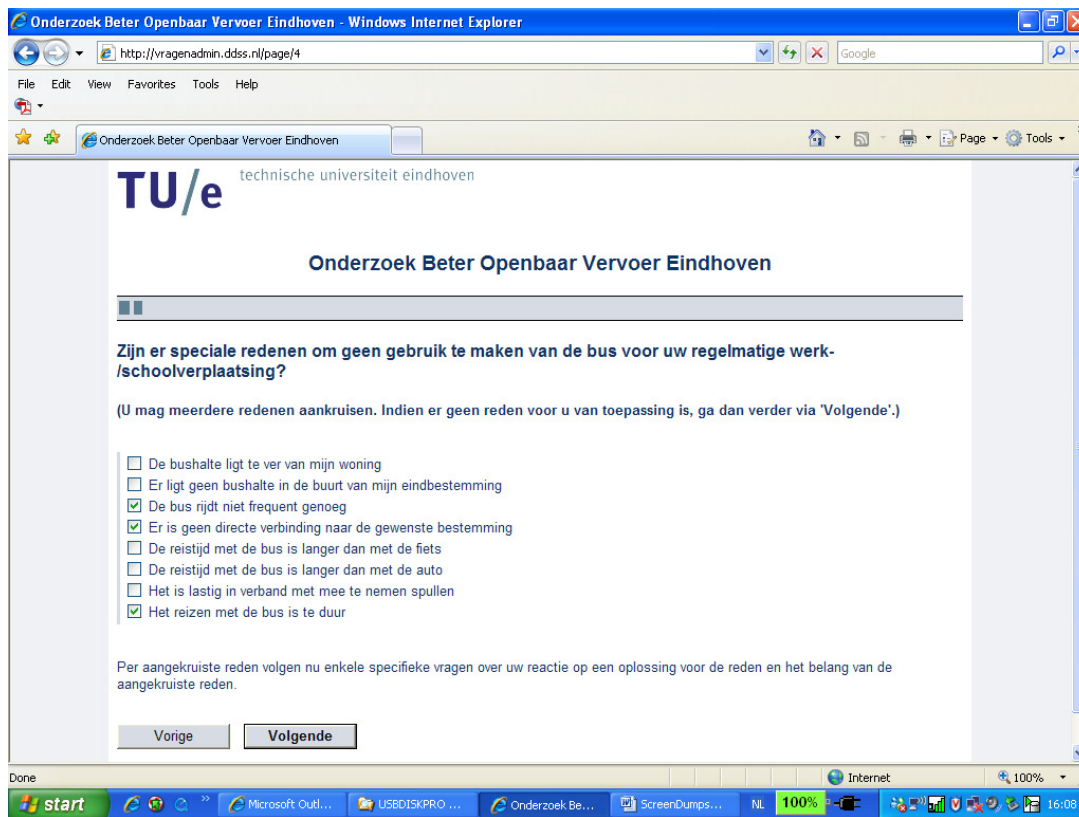 Onderzoek Beter Openbaar Vervoer Eindhoven - Windows Internet Explorer
http://vragenadmin.ddss.nl/page/4
Google
File Edit View Favorites Tools Help
Onderzoek Beter Openbaar Vervoer Eindhoven
Page Tools
TU/e technische universiteit eindhoven
Onderzoek Beter Openbaar Vervoer Eindhoven
Zijn er speciale redenen om geen gebruik te maken van de bus voor uw regelmatige werk-
/schoolverplaatsing?
(U mag meerdere redenen aankruisen. Indien er geen reden voor u van toepassing is, ga dan verder via 'Volgende'.)
De bushalte ligt te ver van mijn woning
Er ligt geen bushalte in de buurt van mijn eindbestemming
De bus rijdt niet frequent genoeg
Er is geen directe verbinding naar de gewenste bestemming
De reistijd met de bus is langer dan met de fiets
De reistijd met de bus is langer dan met de auto
Het is lastig in verband met mee te nemen spullen
Het reizen met de bus is te duur
Per aangekruiste reden volgen nu enkele specifieke vragen over uw reactie op een oplossing voor de reden en het belang van de
aangekruiste reden.
Vorige Volgende
Done Internet 100%
start Microsoft Outl... USBDISKPRO ... Onderzoek Be... ScreenDumps... NL 100% 16:08